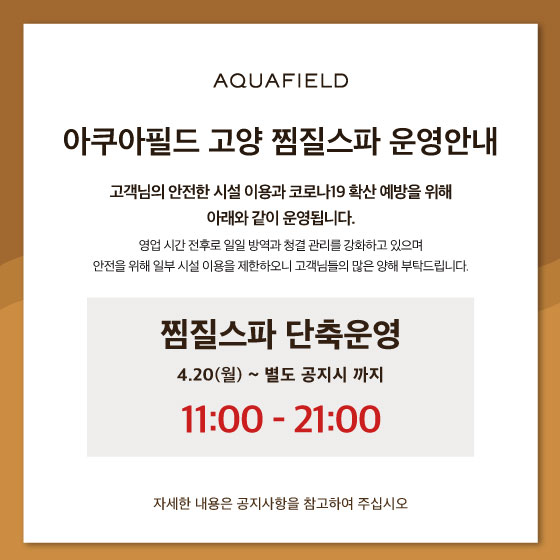 AQUAFIELD
아쿠아필드 고양 찜질스파 운영안내
고객님의 안전한 시설 이용과 코로나19 확산 예방을 위해
아래와 같이 운영됩니다.
영업 시간 전후로 일일 방역과 청결 관리를 강화하고 있으며
안전을 위해 일부 시설 이용을 제한하오니 고객님들의 많은 양해 부탁드립니다.
찜질스파 단축운영
4.20(월) ~ 별도 공지시 까지
11:00 - 21:00
자세한 내용은 공지사항을 참고하여 주십시오